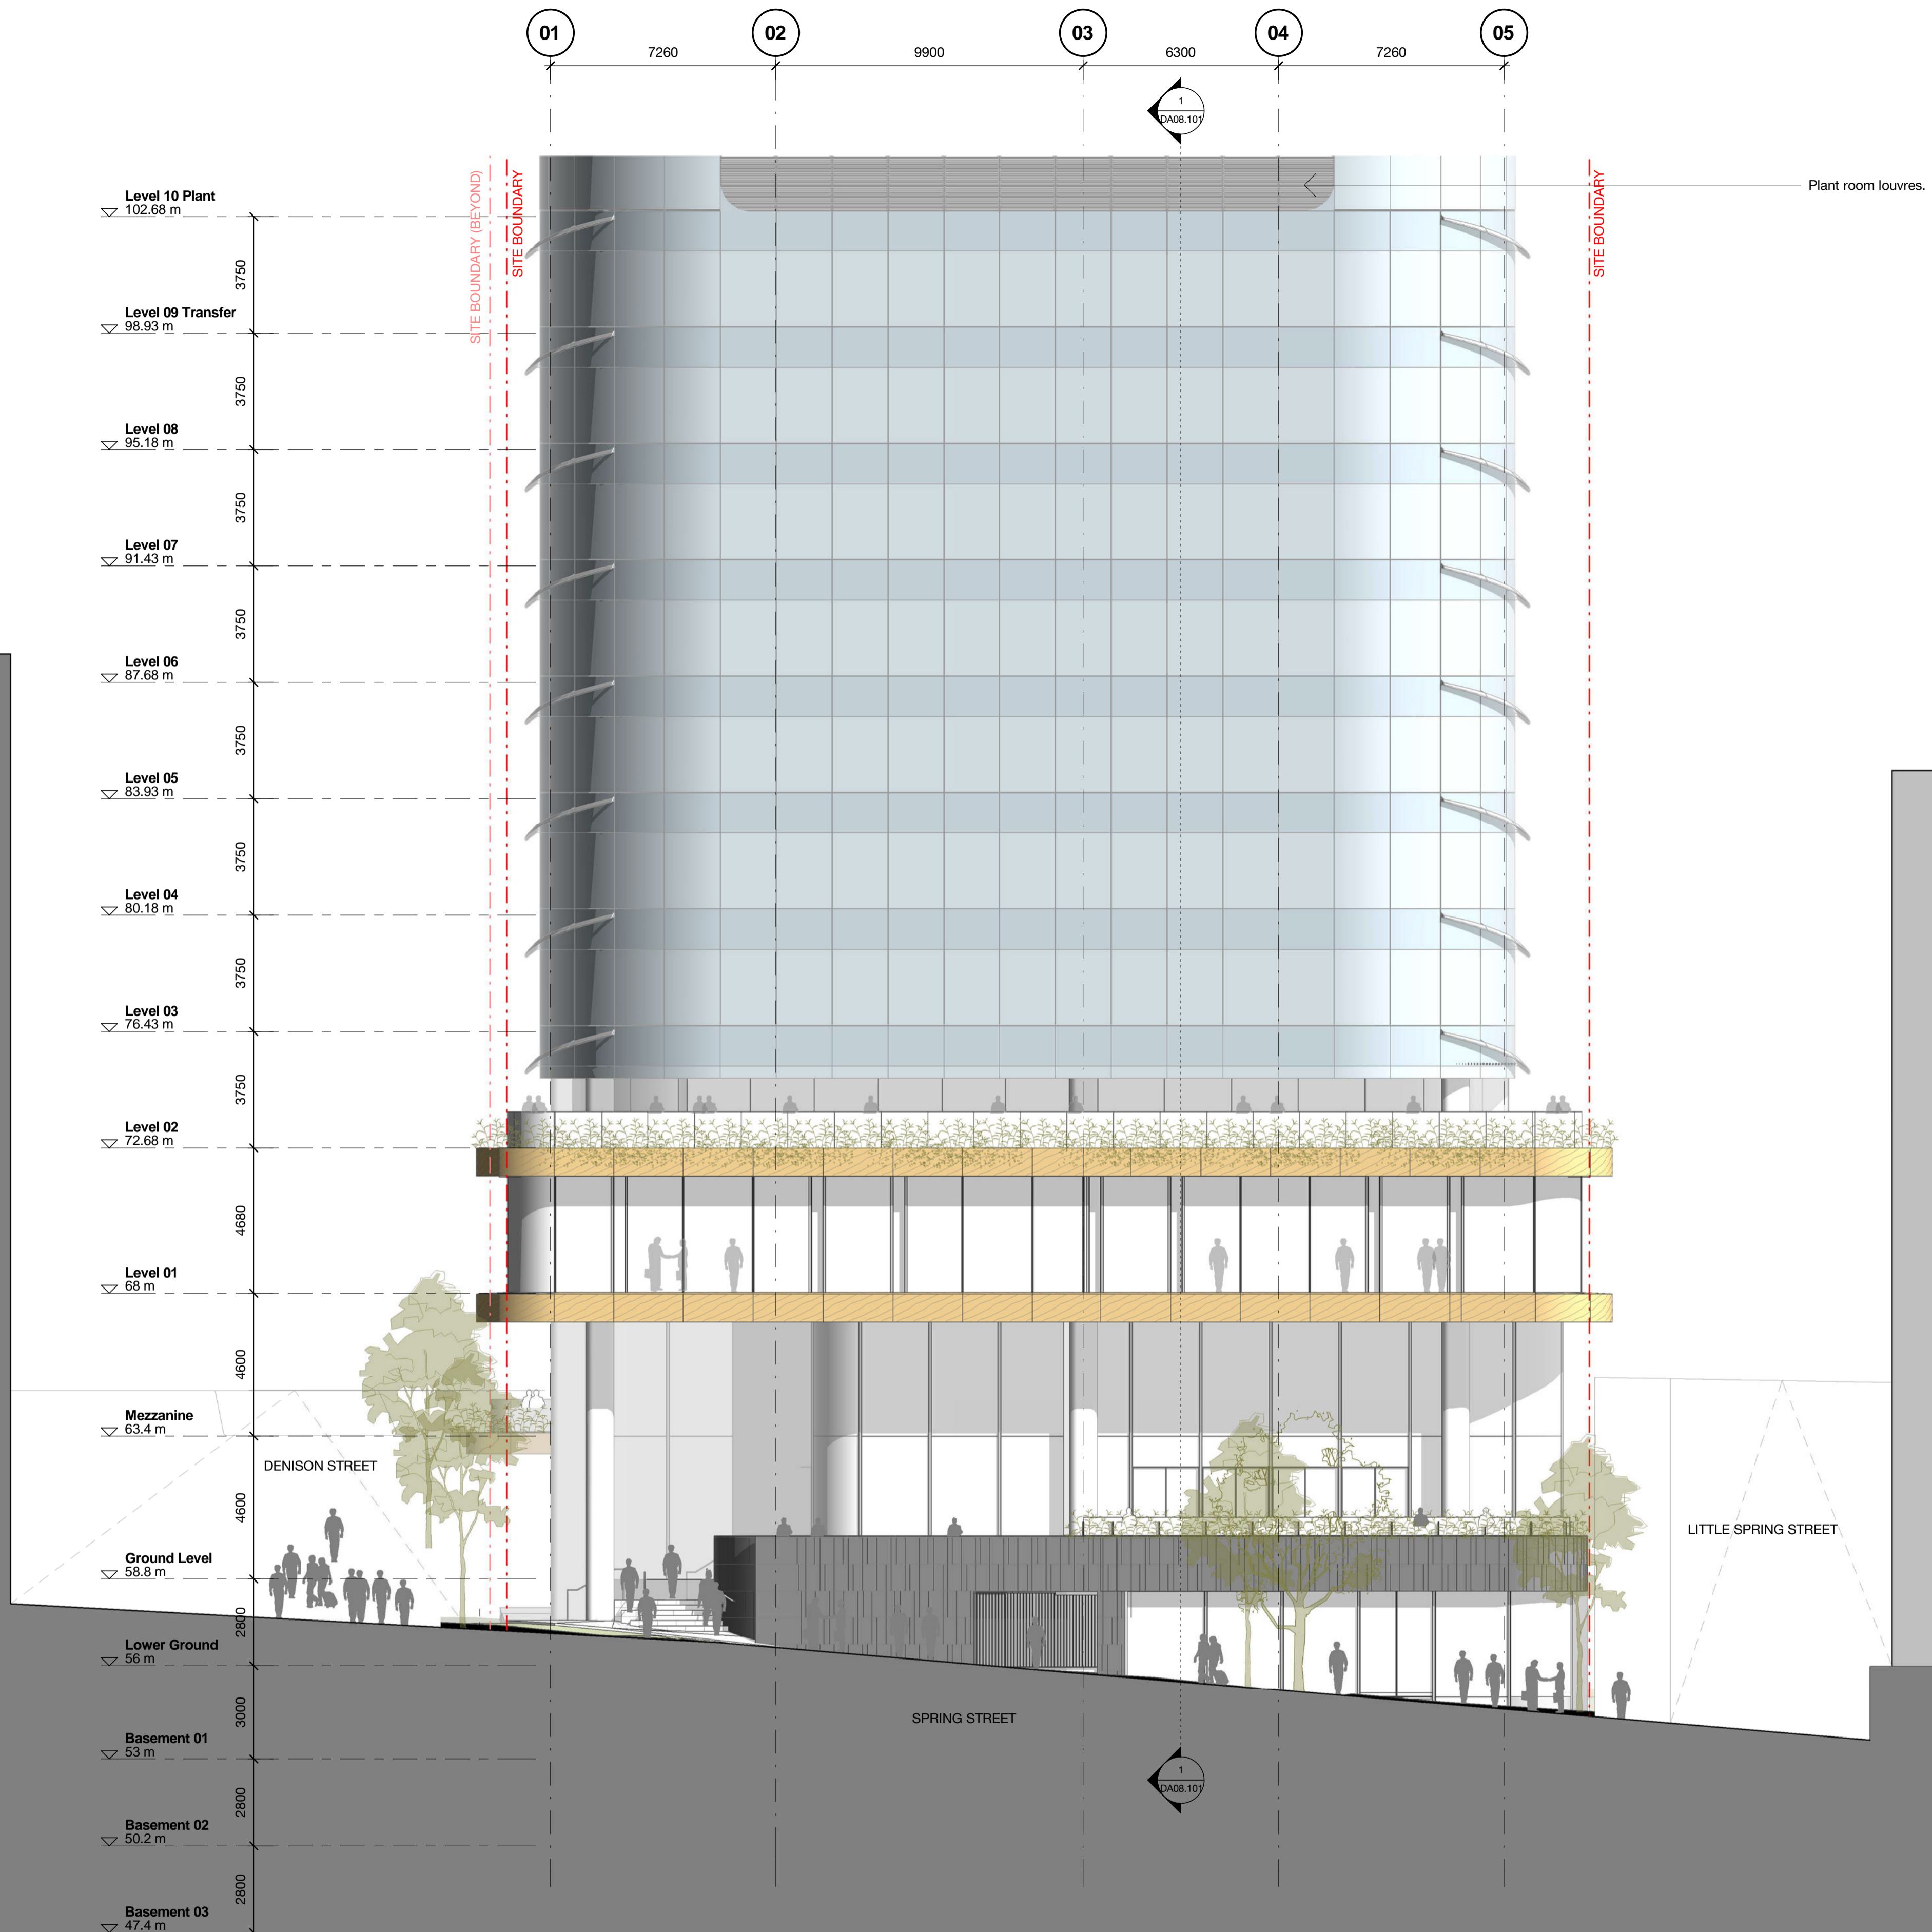 01
02
03
04
05
7260
9900
6300
7260
1
DA08.101
SITE BOUNDARY (BEYOND)
SITE BOUNDARY
SITE BOUNDARY
Plant room louvres.
Level 10 Plant
102.68 m
3750
Level 09 Transfer
98.93 m
3750
Level 08
95.18 m
3750
Level 07
91.43 m
3750
Level 06
87.68 m
3750
Level 05
83.93 m
3750
Level 04
80.18 m
3750
Level 03
76.43 m
3750
Level 02
72.68 m
4680
Level 01
68 m
4600
Mezzanine
63.4 m
DENISON STREET
4600
LITTLE SPRING STREET
Ground Level
58.8 m
2800
Lower Ground
56 m
3000
SPRING STREET
Basement 01
53 m
1
DA08.101
2800
Basement 02
50.2 m
2800
Basement 03
47.4 m